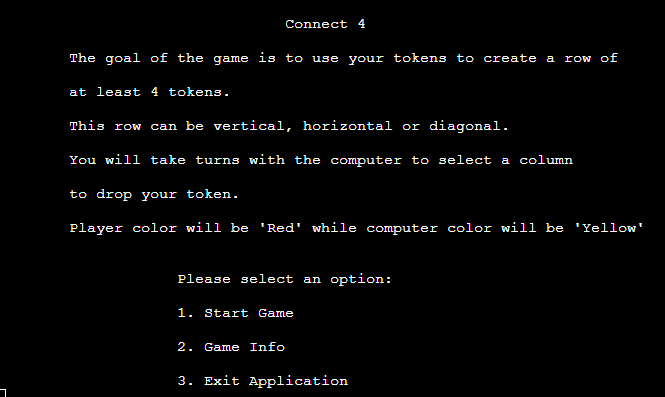 Connect 4
The goal of the game is to use your tokens to create a row of
at least 4 tokens.
This row can be vertical, horizontal or diagonal.
You will take turns with the computer to select a column
to drop your token.
Player color will be 'Red' while computer color will be 'Yellow'
Please select an option:
1. Start Game
2. Game Info
3. Exit Application